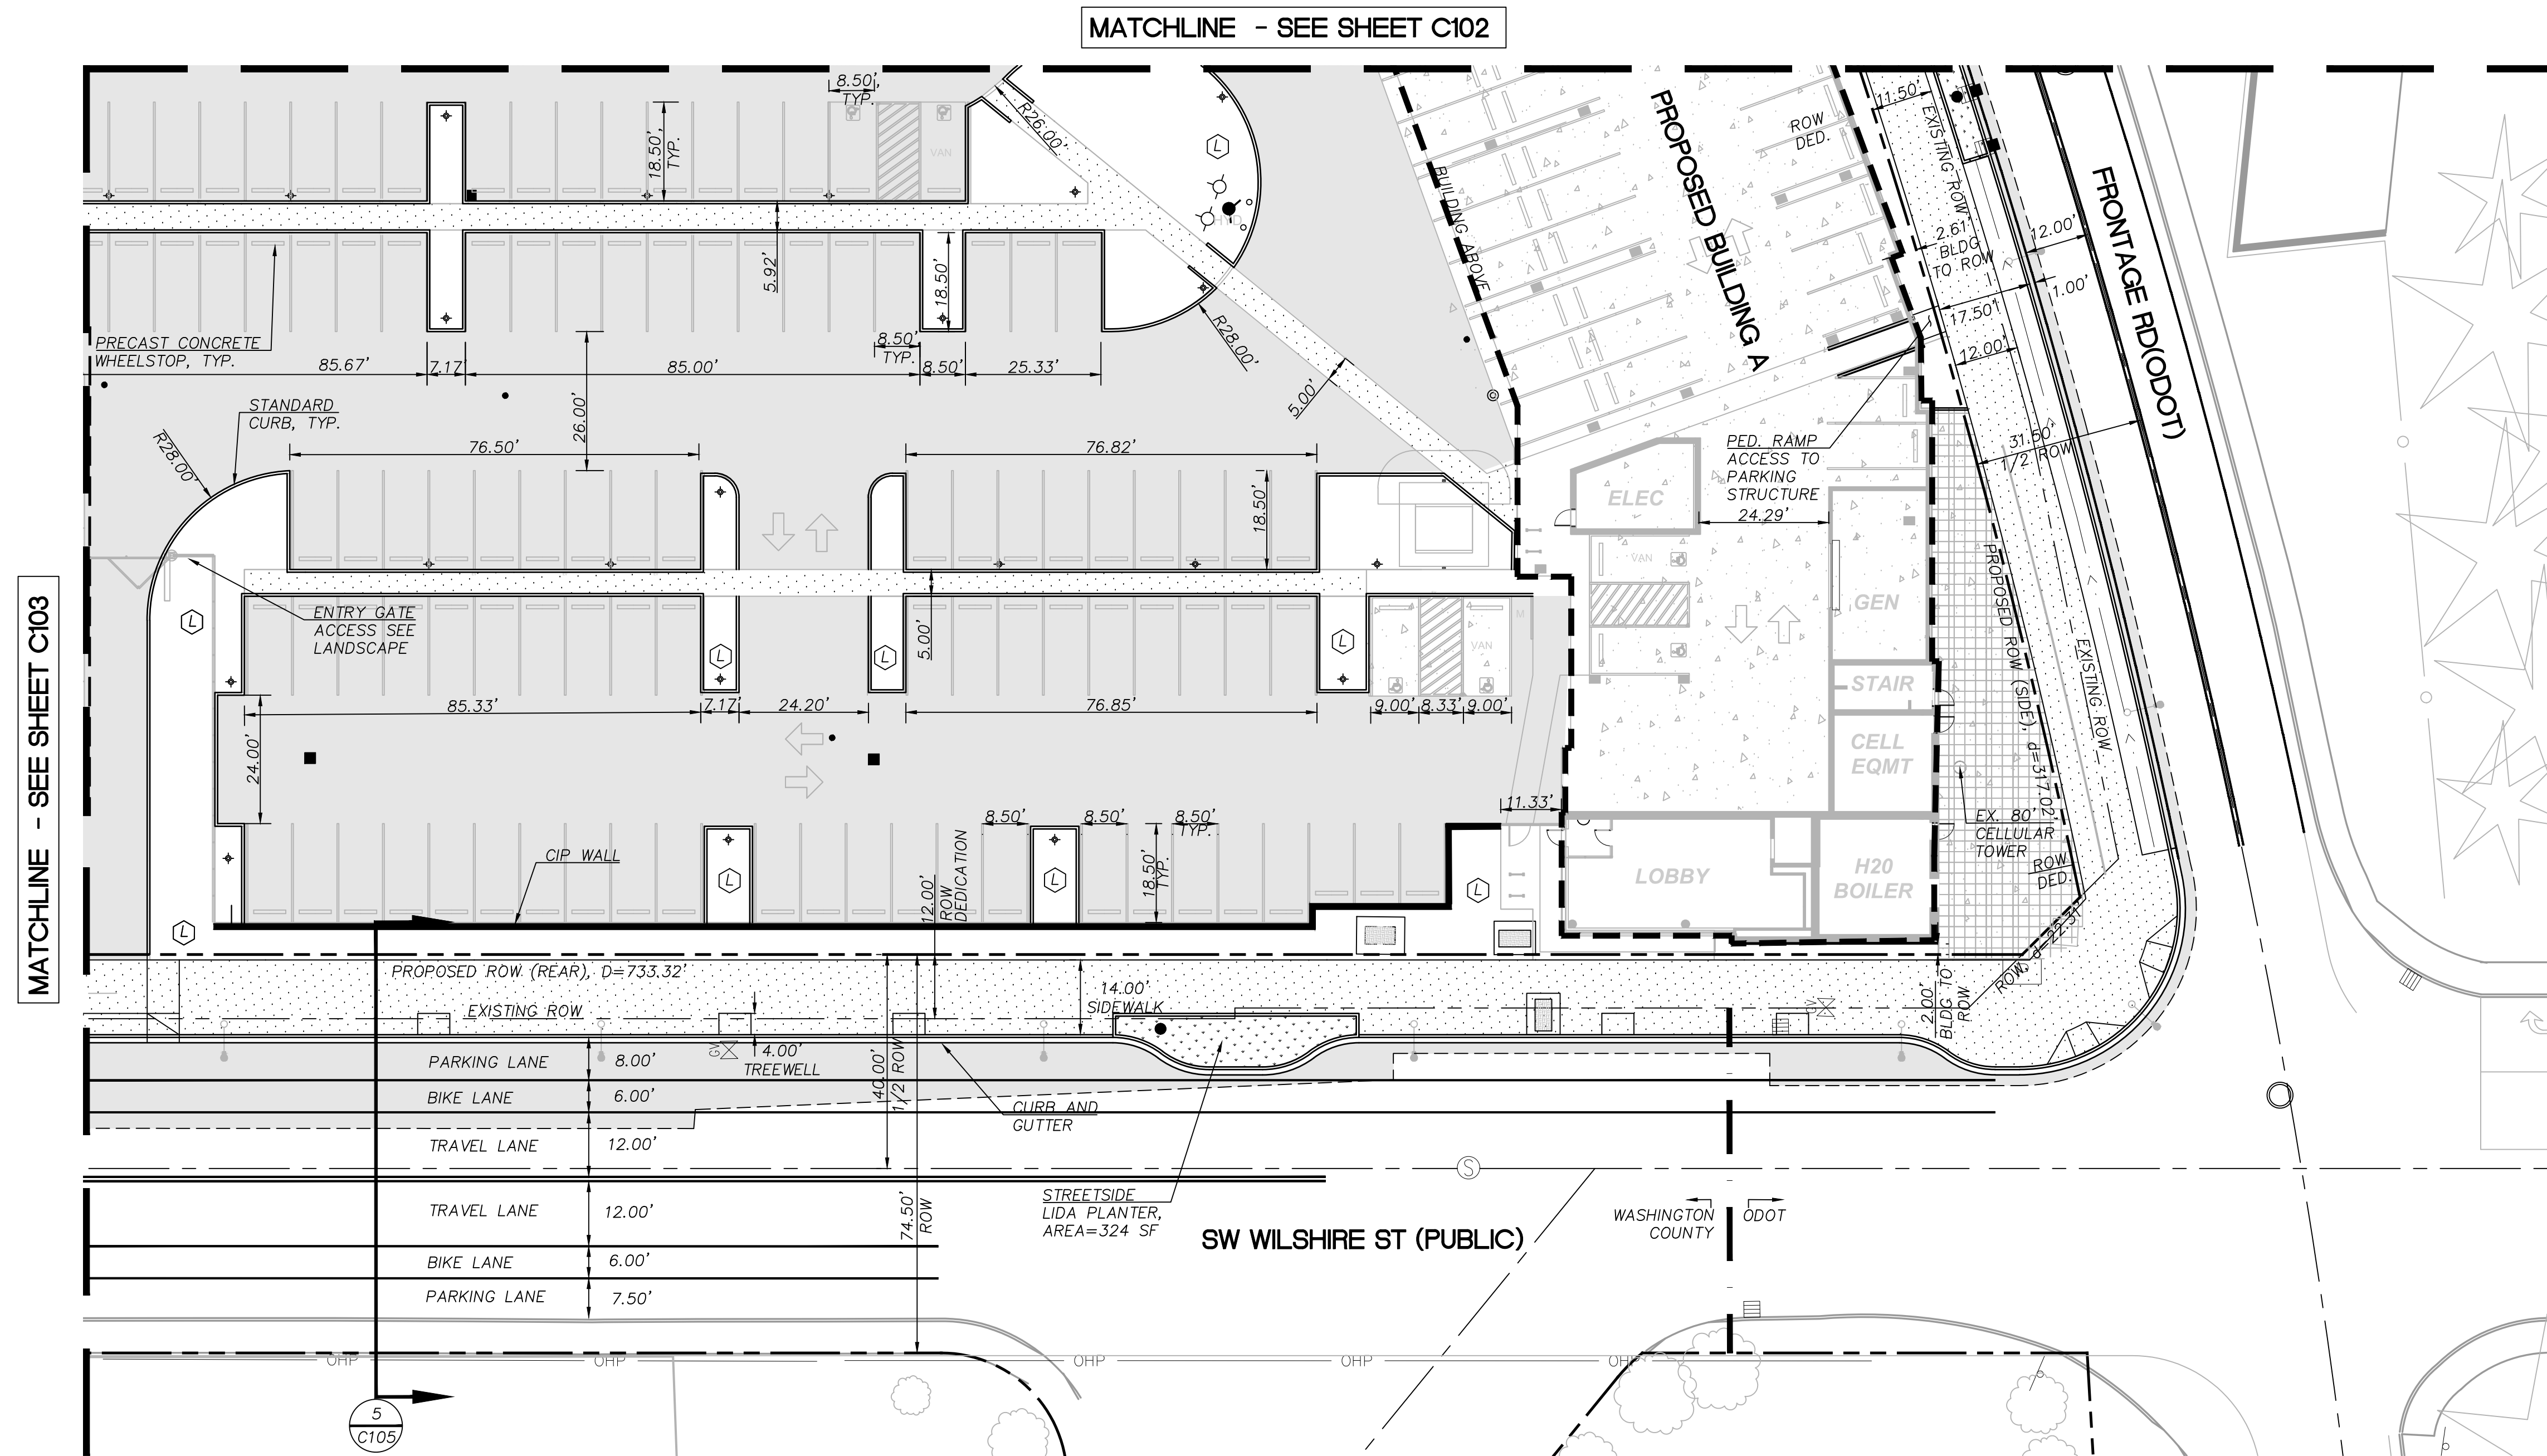 MATCHLINE - SEE SHEET C102
MATCHLINE - SEE SHEET C103
8.50',
TYP.
18.50',
TYP.
VAN
R26.00'
L
HYD
5.92'
18.50'
R28.00'
PRECAST CONCRETE
WHEELSTOP, TYP.
85.67'
7.17'
85.00'
8.50'
TYP.
8.50'
25.33'
26.00'
5.00'
STANDARD
CURB, TYP.
R28.00'
76.50'
76.82'
18.50'
ENTRY GATE
ACCESS SEE
LANDSCAPE
L
L
L
L
5.00'
85.33'
7.17'
24.20'
76.85'
9.00'
8.33'
9.00'
VAN
M
24.00'
CIP WALL
8.50'
8.50'
8.50'
TYP.
18.50'
TYP.
11.33'
L
L
L
L
12.00'
ROW
DEDICATION
BUILDING ABOVE
PROPOSED BUILDING A
ROW
DED.
11.50'
EXISTING ROW
2.61'
BLDG
TO ROW
12.00'
1.00'
17.50'
12.00'
FRONTAGE RD(ODOT)
31.50'
1/2 ROW
PED. RAMP
ACCESS TO
PARKING
STRUCTURE
24.29'
ELEC
VAN
GEN
STAIR
CELL
EQMT
LOBBY
H20
BOILER
PROPOSED ROW (SIDE), d=317.02'
EXISTING ROW
EX. 80'
CELLULAR
TOWER
ROW
DED.
ROW, d=22.31'
2.00'
BLDG TO
ROW
PROPOSED ROW (REAR), D=733.32'
EXISTING ROW
14.00'
SIDEWALK
GV
GV
4.00'
TREEWELL
40.00'
1/2 ROW
PARKING LANE 8.00'
BIKE LANE 6.00'
TRAVEL LANE 12.00'
TRAVEL LANE 12.00'
BIKE LANE 6.00'
PARKING LANE 7.50'
CURB AND
GUTTER
74.50'
ROW
STREETSIDE
LIDA PLANTER,
AREA=324 SF
S
SW WILSHIRE ST (PUBLIC)
WASHINGTON
COUNTY
ODOT
OHP
OHP
OHP
OHP
OHP
5
C105